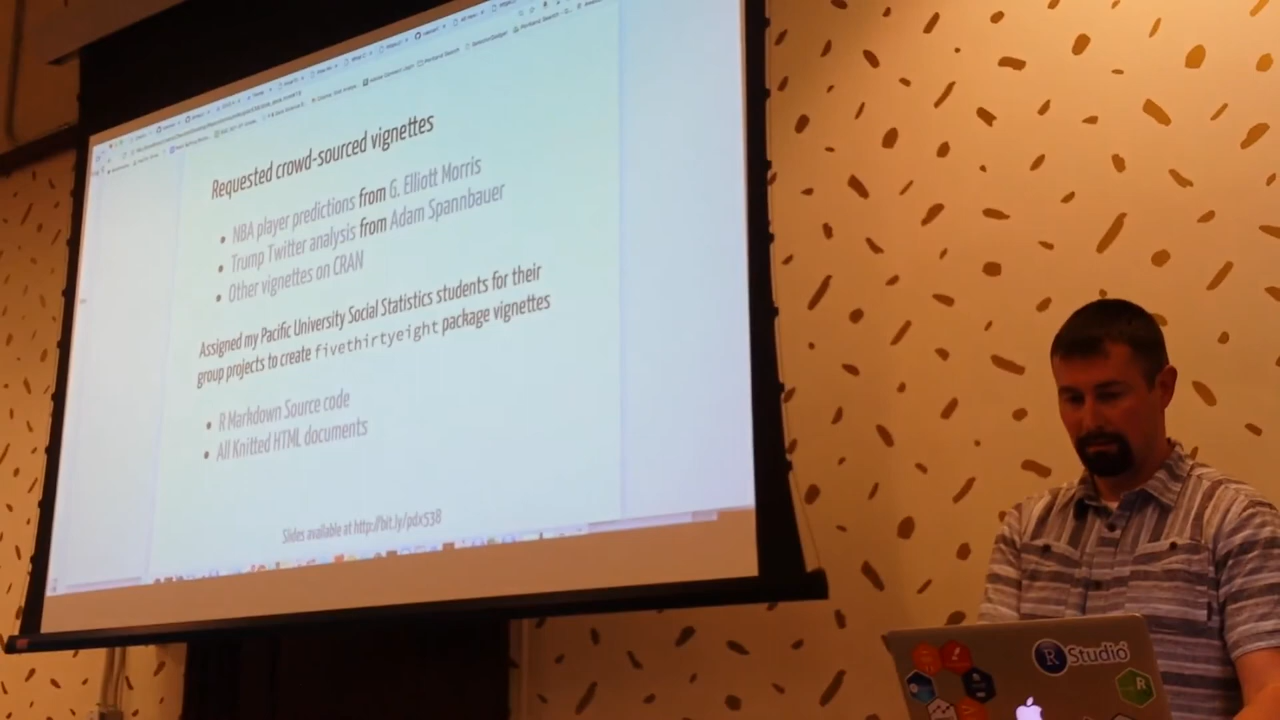 Requested crowd-sourced vignettes
NBA player predictions from G. Elliott Morris
Trump Twitter analysis from Adam Spannbauer
Other vignettes on CRAN
Assigned my Pacific University Social Statistics students for their
group projects to create fivethirtyeight package vignettes
R Markdown Source code
All Knitted HTML documents
Slides available at http://bit.ly/pdx538
R Studio
R